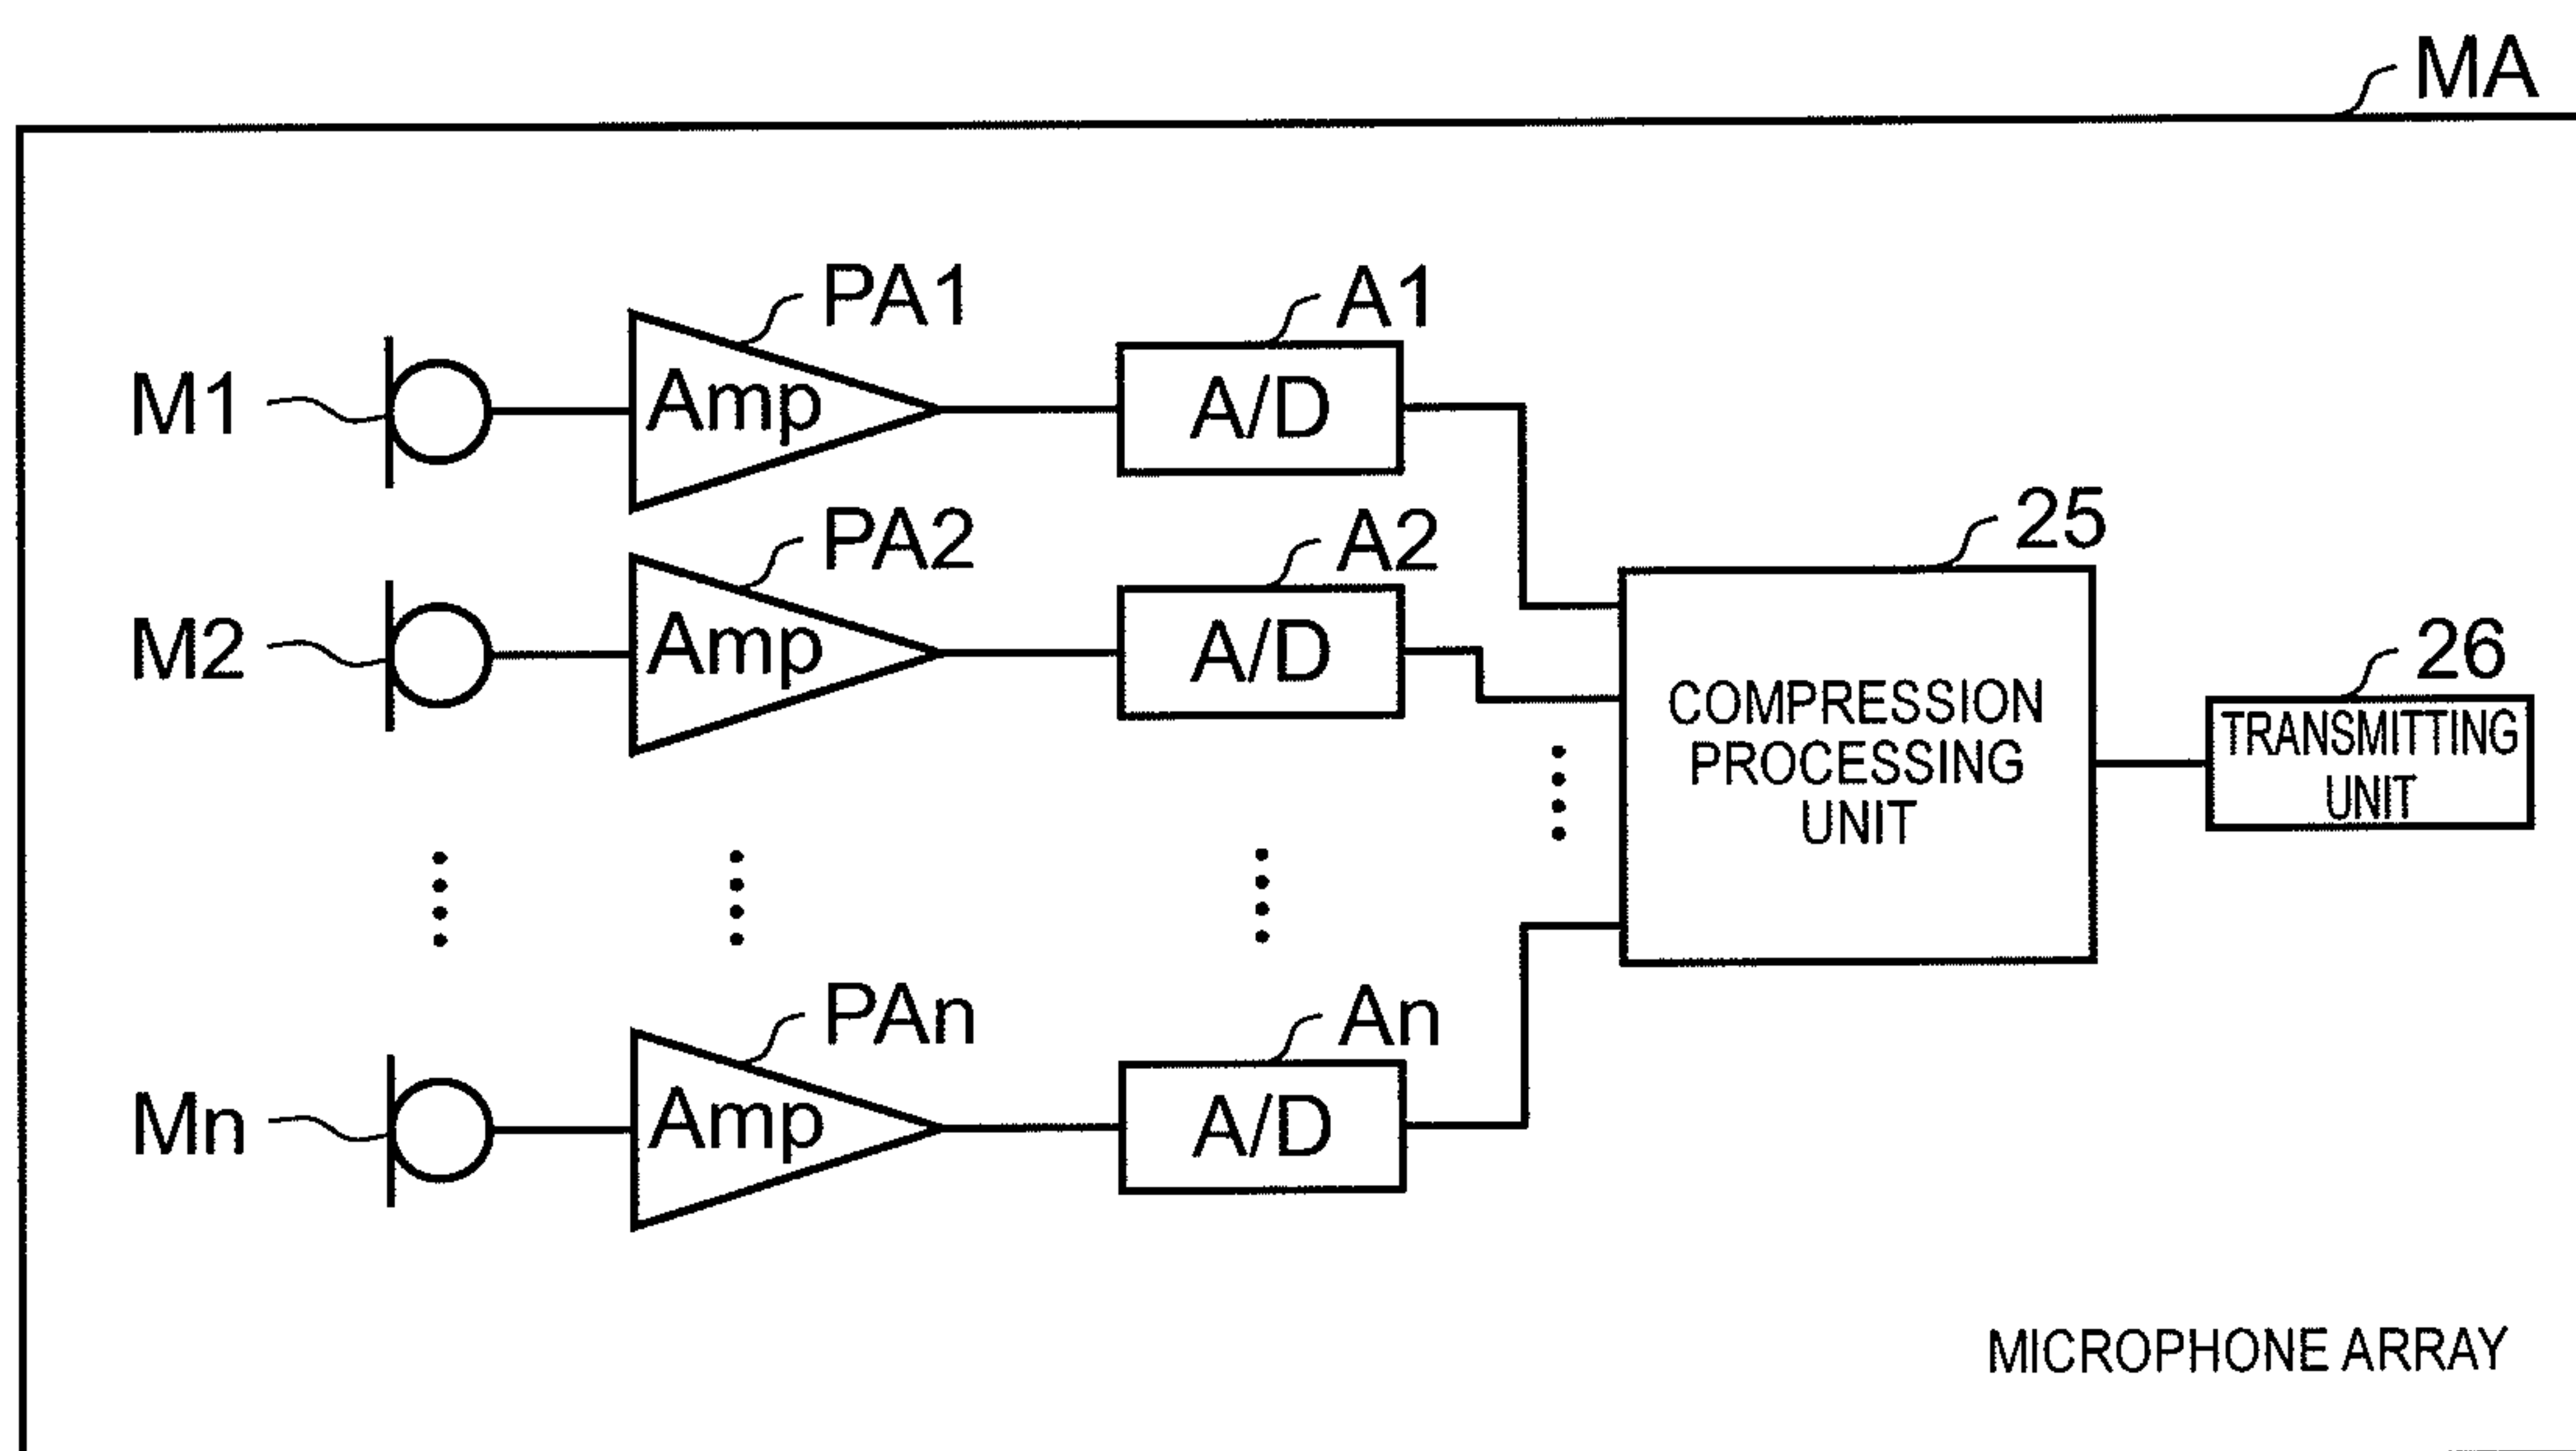 MA
PA1
A1
M1
Amp
A/D
PA2
A2
25
M2
Amp
A/D
26
COMPRESSION
PROCESSING
UNIT
TRANSMITTING
UNIT
PAn
An
Mn
Amp
A/D
MICROPHONE ARRAY